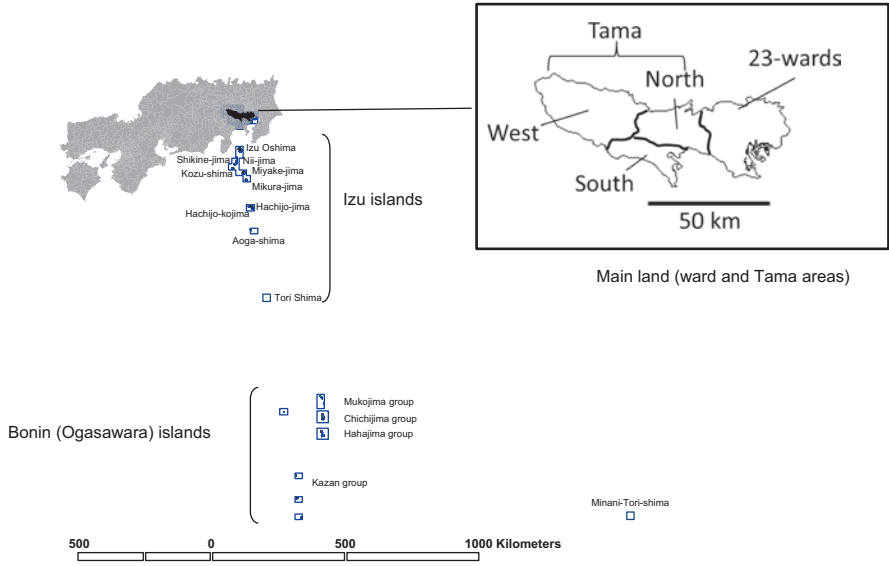 Tama
North
23-wards
West
South
50 km
Main land (ward and Tama areas)
Izu Oshima
Shikine-jima
Nii-jima
Kozu-shima
Miyake-jima
Mikura-jima
Hachijo-kojima
Hachijo-jima
Izu islands
Aoga-shima
Tori Shima
Mukojima group
Chichijima group
Hahajima group
Bonin (Ogasawara) islands
Kazan group
Minani-Tori-shima
500 0 500 1000 Kilometers